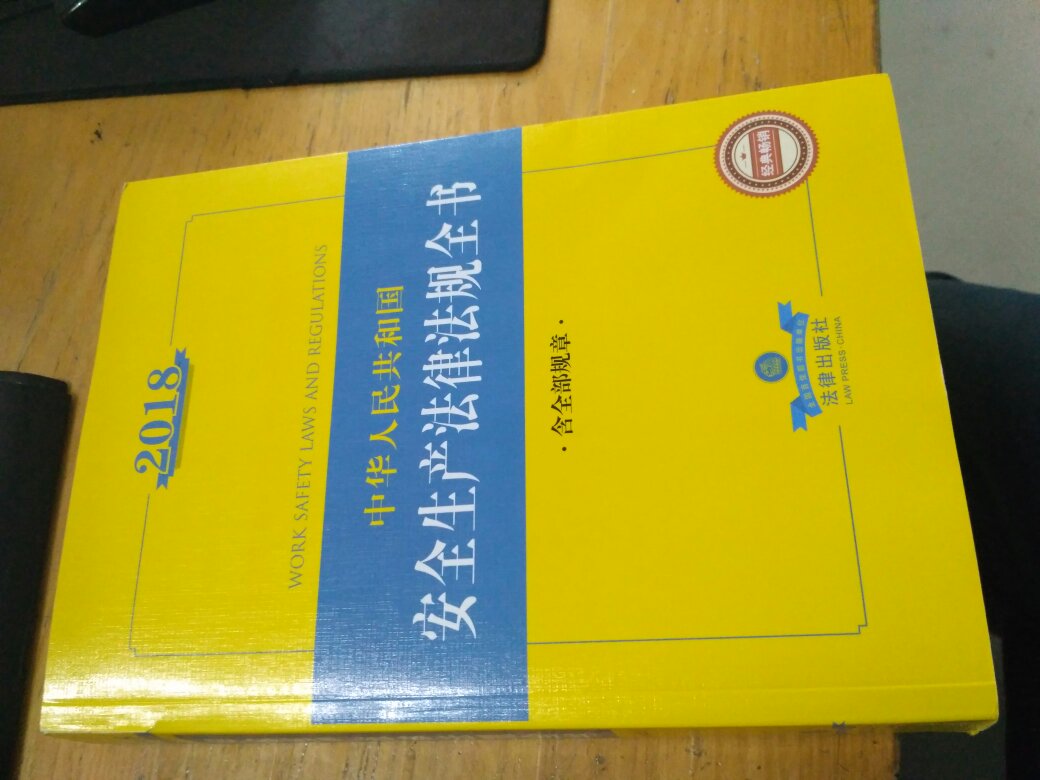 2018
WORK SAFETY LAWS AND REGULATIONS
中华人民共和国
安全生产法律法规全书
·含全部规章·
经典畅销
法律出版社
LAW PRESS·CHINA